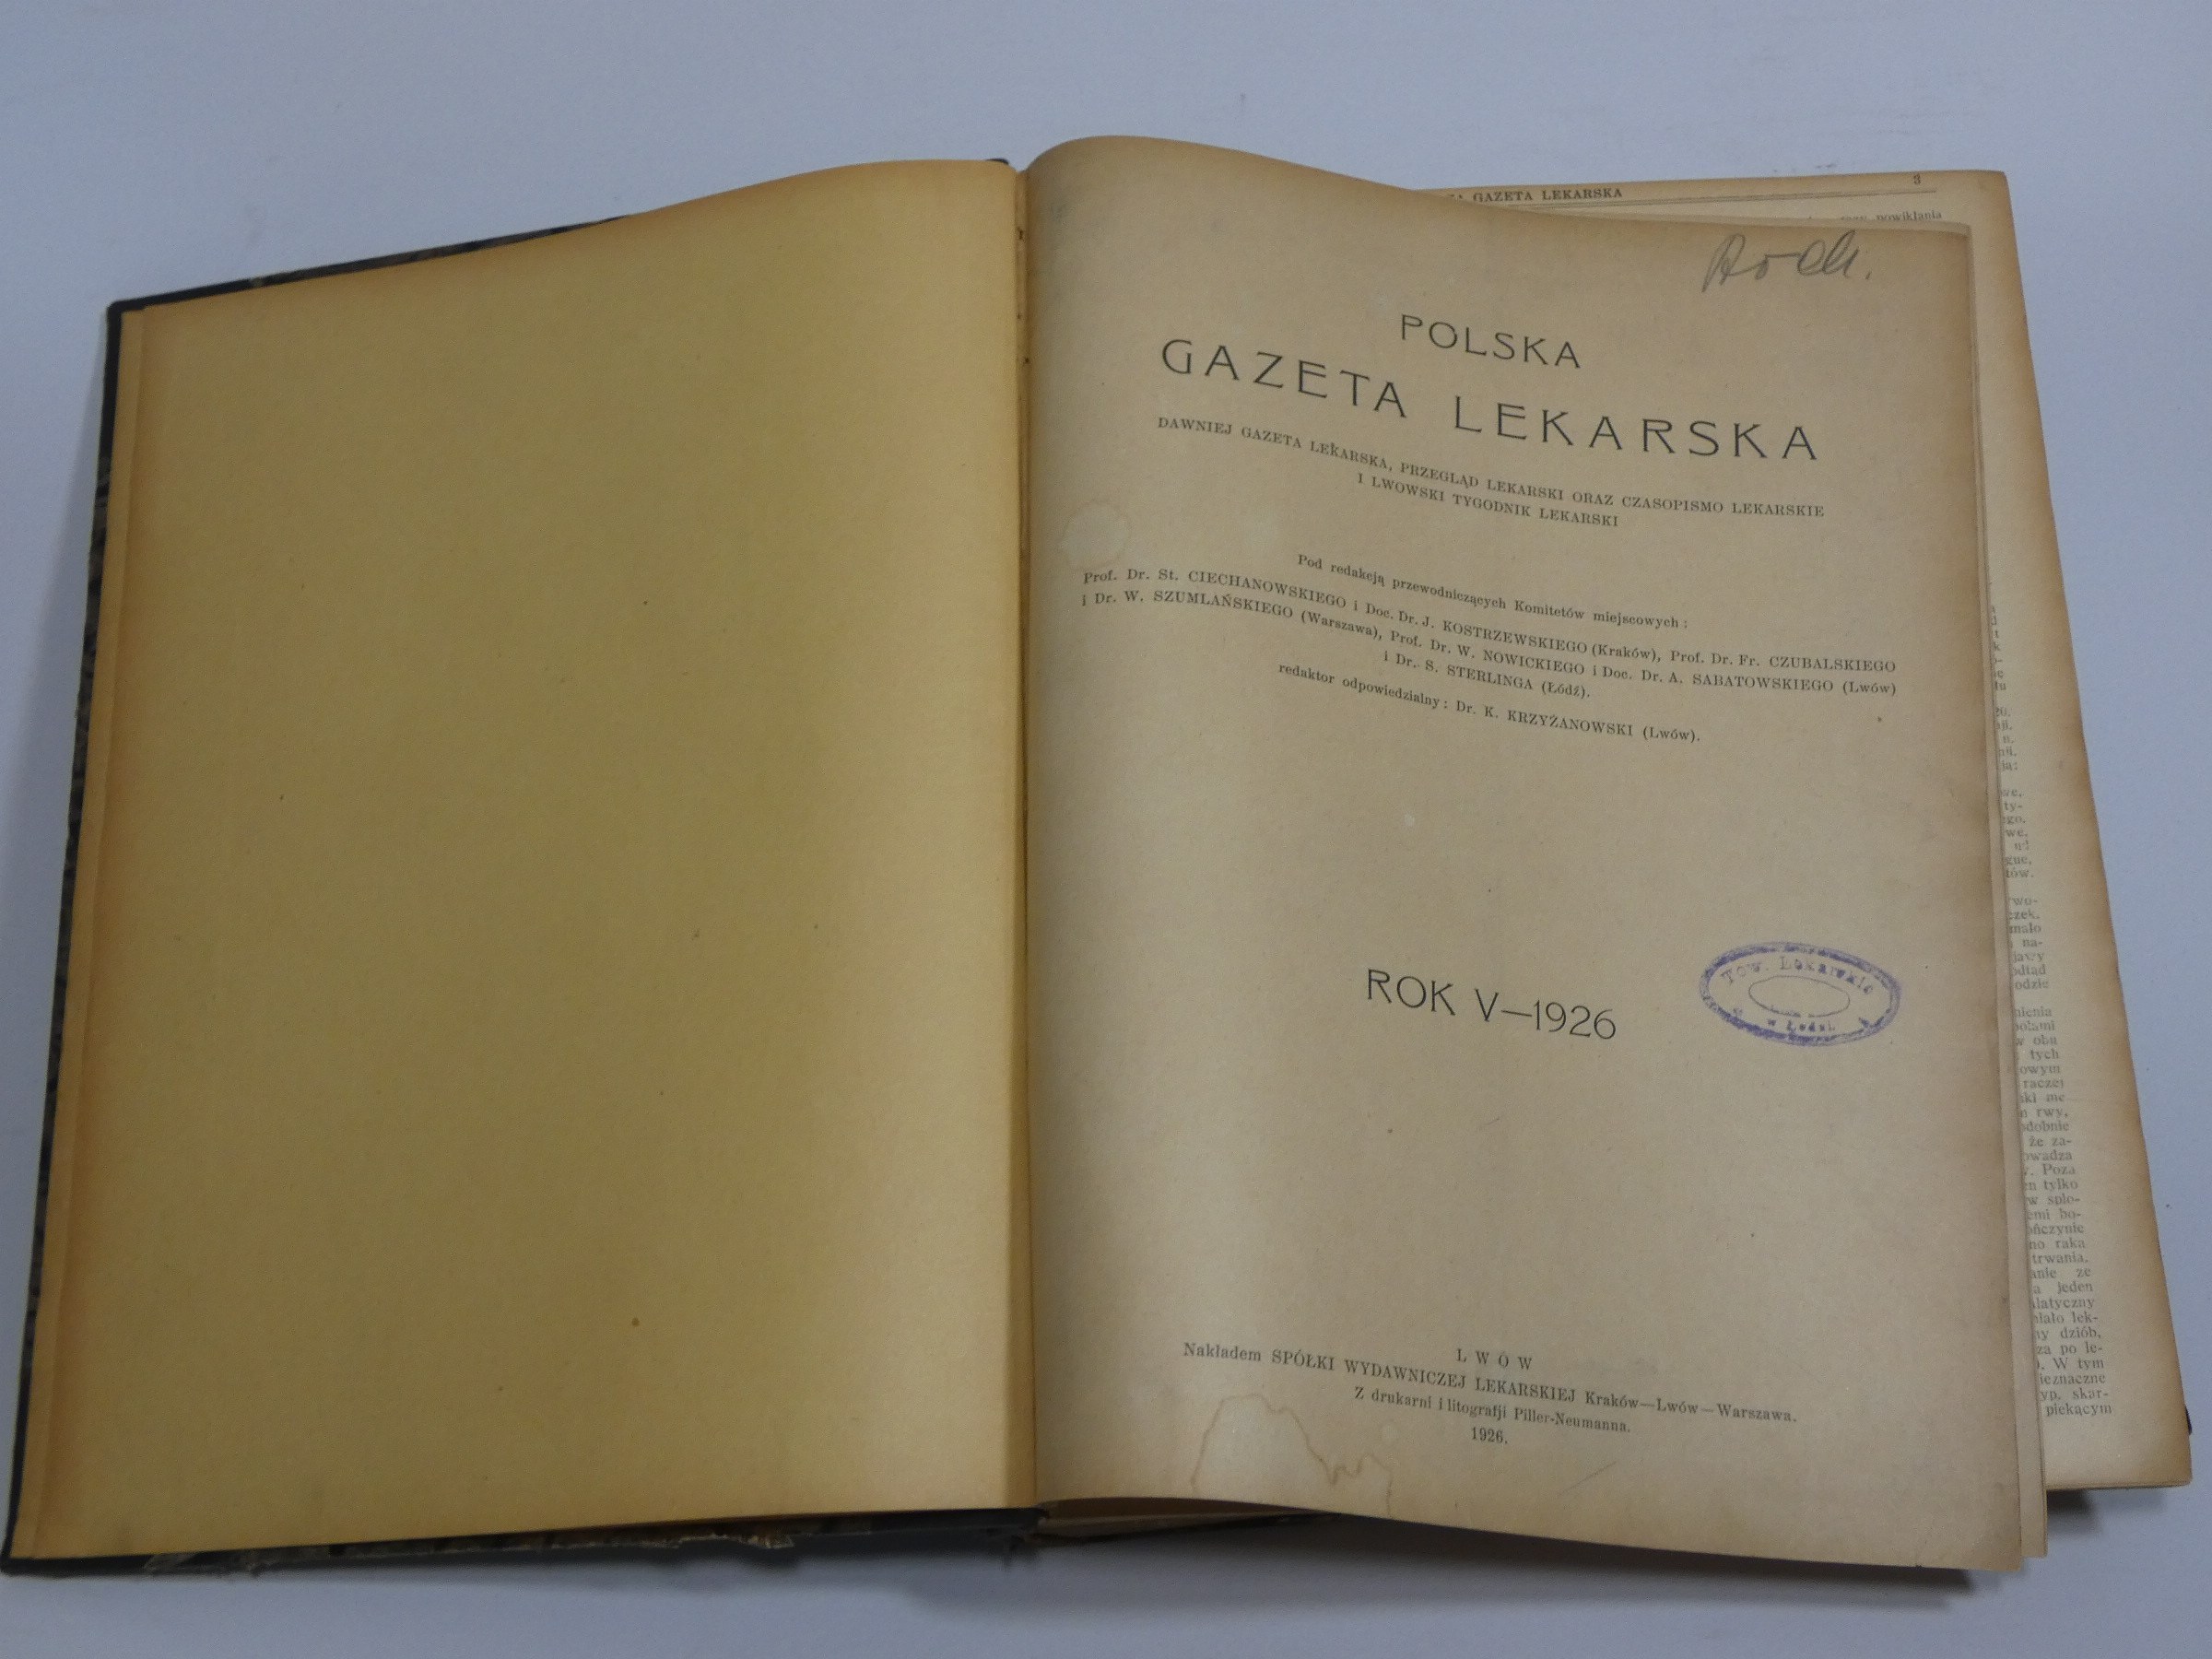 GAZETA LEKARSKA
3
powikłania
POLSKA
GAZETA LEKARSKA
DAWNIEJ GAZETA LEKARSKA, PRZEGLĄD LEKARSKI ORAZ CZASOPISMO LEKARSKIE
I LWOWSKI TYGODNIK LEKARSKI
Pod redakcją przewodniczących Komitetów miejscowych :
Prof. Dr. St. CIECHANOWSKIEGO i Doc. Dr. J. KOSTRZEWSKIEGO (Kraków), Prof. Dr. Fr. CZUBALSKIEGO
i Dr. W. SZUMLAŃSKIEGO (Warszawa), Prof. Dr. W. NOWICKIEGO i Doc. Dr. A. SABATOWSKIEGO (Lwów)
i Dr. S. STERLINGA (Łódź).
redaktor odpowiedzialny : Dr. K. KRZYŻANOWSKI (Lwów).
ROK V—1926
Tow. Lekarskie
w Łodzi.
LWÓW
Nakładem SPÓŁKI WYDAWNICZEJ LEKARSKIEJ Kraków—Lwów—Warszawa.
Z drukarni i litografji Piller-Neumanna.
1926.